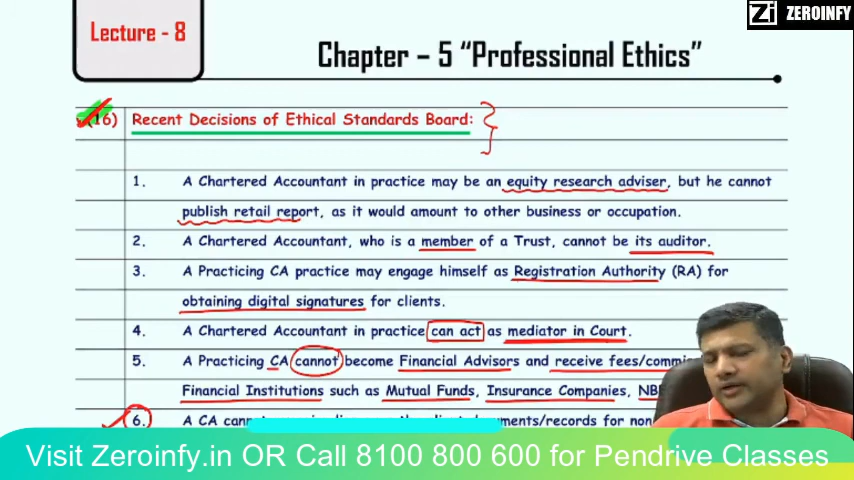 Lecture - 8
Zi ZEROINFY
Chapter – 5 “Professional Ethics”
(16) Recent Decisions of Ethical Standards Board:
1. A Chartered Accountant in practice may be an equity research adviser, but he cannot
publish retail report, as it would amount to other business or occupation.
2. A Chartered Accountant, who is a member of a Trust, cannot be its auditor.
3. A Practicing CA practice may engage himself as Registration Authority (RA) for
obtaining digital signatures for clients.
4. A Chartered Accountant in practice can act as mediator in Court.
5. A Practicing CA cannot become Financial Advisors and receive fees/commi
Financial Institutions such as Mutual Funds, Insurance Companies, NB
6. A CA documents/records for non
Visit Zeroinfy.in OR Call 8100 800 600 for Pendrive Classes